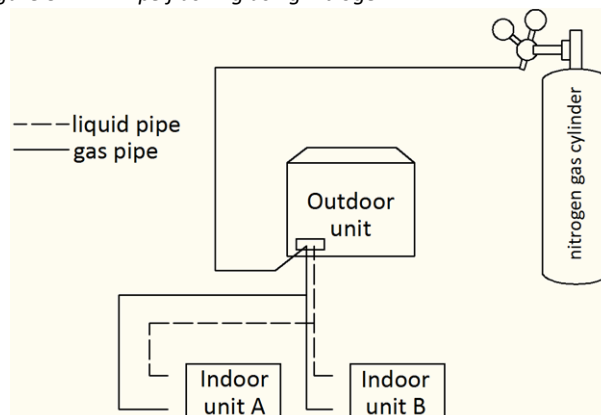 liquid pipe
gas pipe
Outdoor
unit
nitrogen gas cylinder
Indoor
unit A
Indoor
unit B